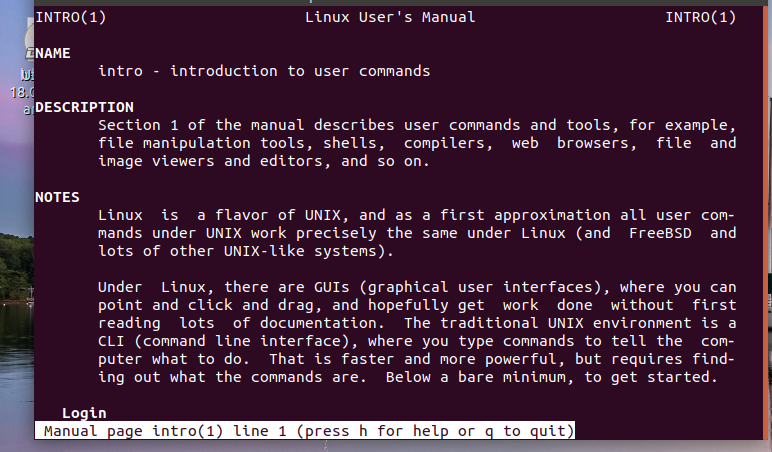 INTRO(1) Linux User's Manual INTRO(1)
NAME
intro - introduction to user commands
DESCRIPTION
Section 1 of the manual describes user commands and tools, for example,
file manipulation tools, shells, compilers, web browsers, file and
image viewers and editors, and so on.
NOTES
Linux is a flavor of UNIX, and as a first approximation all user com-
mands under UNIX work precisely the same under Linux (and FreeBSD and
lots of other UNIX-like systems).
Under Linux, there are GUIs (graphical user interfaces), where you can
point and click and drag, and hopefully get work done without first
reading lots of documentation. The traditional UNIX environment is a
CLI (command line interface), where you type commands to tell the com-
puter what to do. That is faster and more powerful, but requires find-
ing out what the commands are. Below a bare minimum, to get started.
Login
Manual page intro(1) line 1 (press h for help or q to quit)